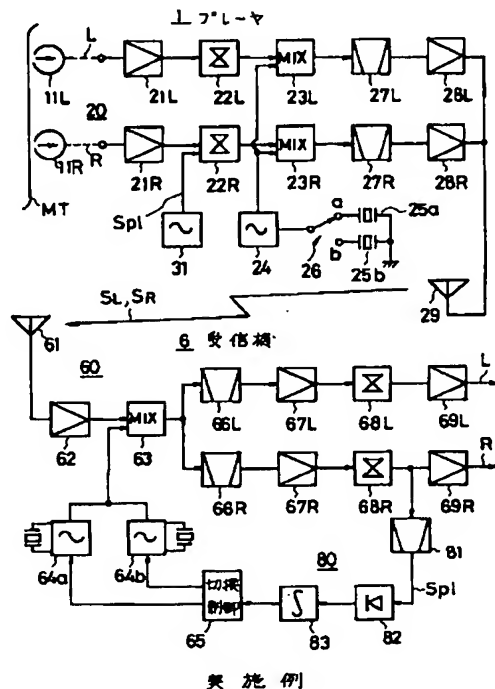 1 プレーヤ
L
MIX
11L
21L
22L
23L
27L
28L
20
R
MIX
11R
21R
22R
23R
27R
28R
MT
Spl
a
25a
26
b
25b
31
24
29
SL, SR
61
6 受信機
60
L
62
MIX
63
66L
67L
68L
69L
R
66R
67R
68R
69R
81
64a
64b
80
Spl
切換
制御
65
83
82
実施例